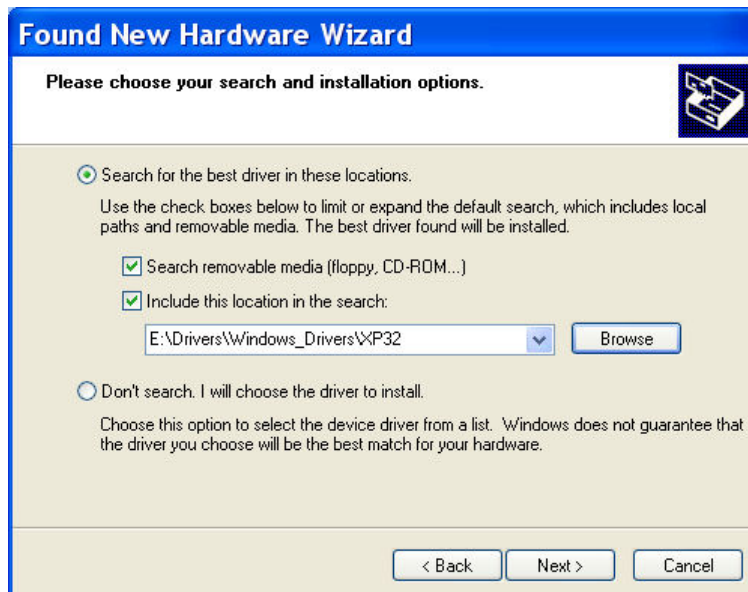 Found New Hardware Wizard
Please choose your search and installation options.
Search for the best driver in these locations.
Use the check boxes below to limit or expand the default search, which includes local
paths and removable media. The best driver found will be installed.
Search removable media (floppy, CD-ROM...)
Include this location in the search:
E:\Drivers\Windows_Drivers\XP32
Browse
Don't search. I will choose the driver to install.
Choose this option to select the device driver from a list. Windows does not guarantee that
the driver you choose will be the best match for your hardware.
< Back
Next >
Cancel